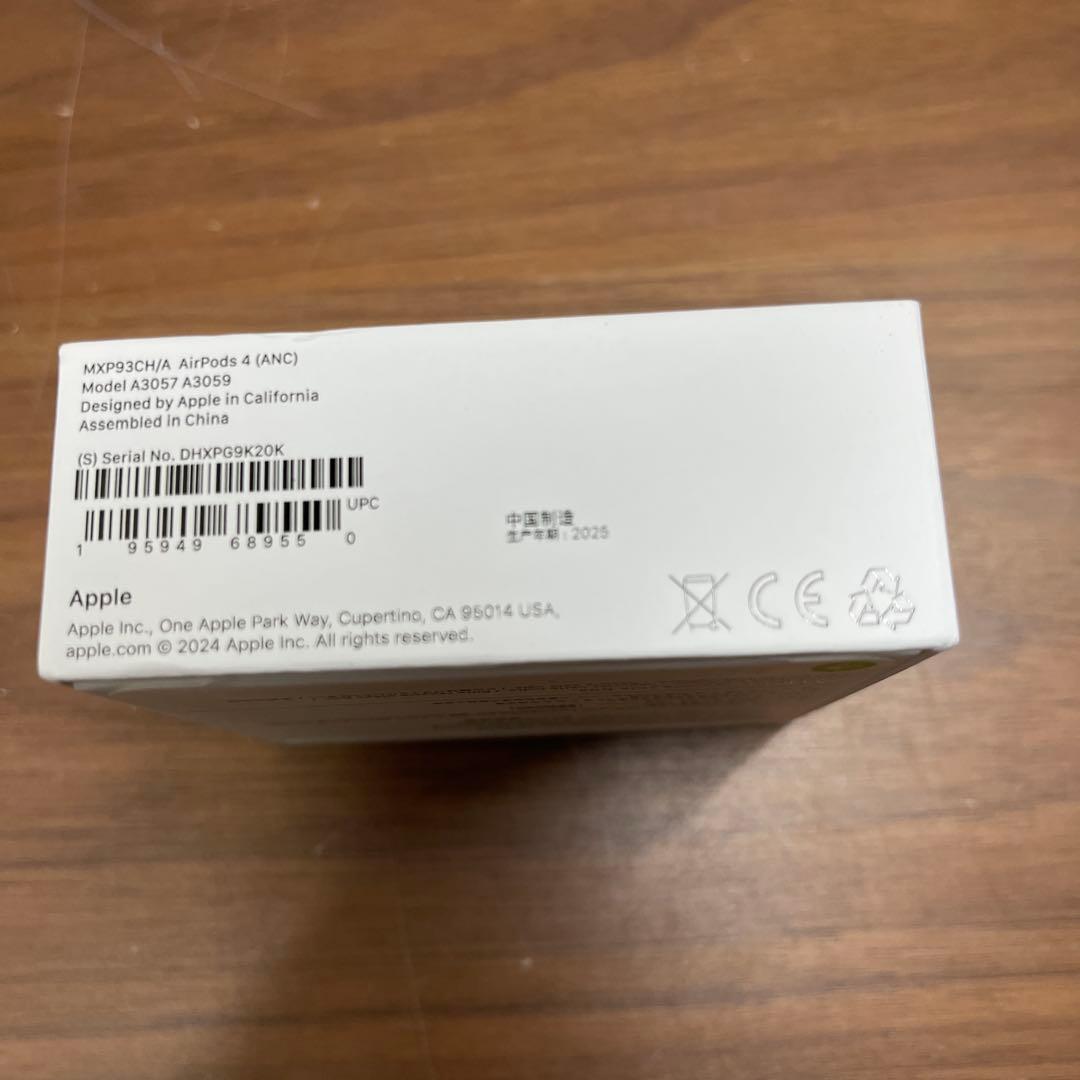 MXP93CH/A AirPods 4 (ANC)
Model A3057 A3059
Designed by Apple in California
Assembled in China
(S) Serial No. DHXPG9K20K
UPC
1 95949 68955 0
中国制造
生产年期：2025
Apple
Apple Inc., One Apple Park Way, Cupertino, CA 95014 USA.
apple.com © 2024 Apple Inc. All rights reserved.
CE